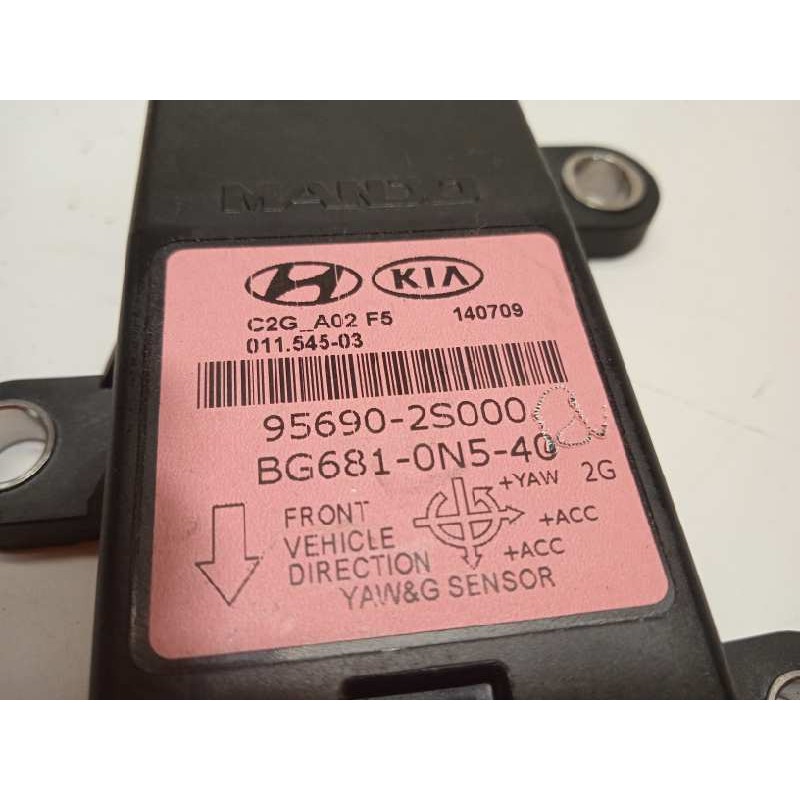 MANDO
KIA
C2G_A02 F5 140709
011.545-03
95690-2S000
BG681-0N5-40
+YAW 2G
FRONT
VEHICLE
DIRECTION
+ACC
+ACC
YAW&G SENSOR